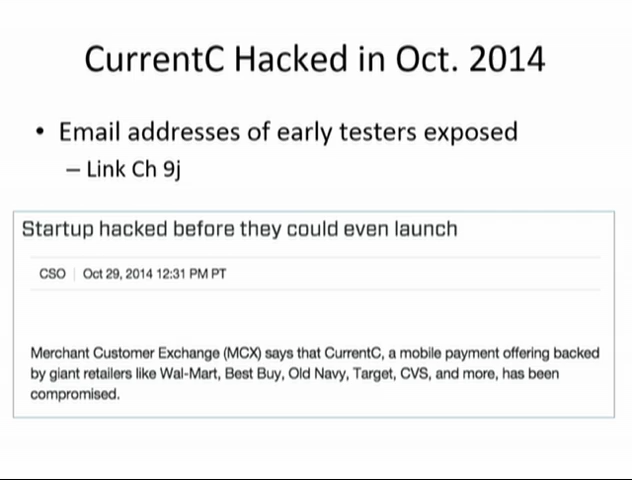 CurrentC Hacked in Oct. 2014
• Email addresses of early testers exposed
– Link Ch 9j
Startup hacked before they could even launch
CSO | Oct 29, 2014 12:31 PM PT
Merchant Customer Exchange (MCX) says that CurrentC, a mobile payment offering backed
by giant retailers like Wal-Mart, Best Buy, Old Navy, Target, CVS, and more, has been
compromised.